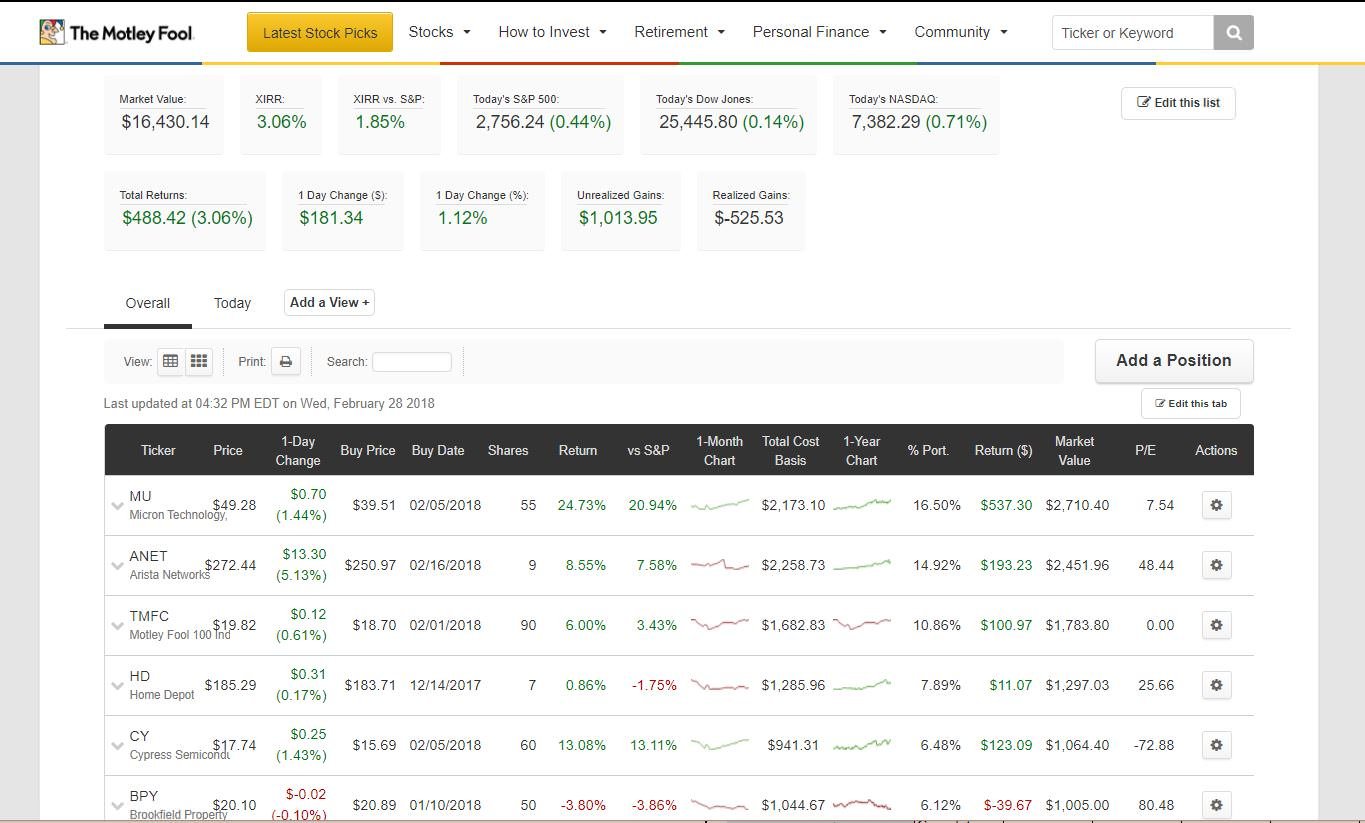 The Motley Fool.
Latest Stock Picks
Stocks
How to Invest
Retirement
Personal Finance
Community
Ticker or Keyword
Market Value:
$16,430.14
XIRR:
3.06%
XIRR vs. S&P:
1.85%
Today's S&P 500:
2,756.24 (0.44%)
Today's Dow Jones:
25,445.80 (0.14%)
Today's NASDAQ:
7,382.29 (0.71%)
Edit this list
Total Returns:
$488.42 (3.06%)
1 Day Change ($):
$181.34
1 Day Change (%):
1.12%
Unrealized Gains:
$1,013.95
Realized Gains:
$-525.53
Overall
Today
Add a View +
View:
Print:
Search:
Add a Position
Last updated at 04:32 PM EDT on Wed, February 28 2018
Edit this tab
Ticker
Price
1-Day
Change
Buy Price
Buy Date
Shares
Return
vs S&P
1-Month
Chart
Total Cost
Basis
1-Year
Chart
% Port.
Return ($)
Market
Value
P/E
Actions
MU
Micron Technology,
$49.28
$0.70
(1.44%)
$39.51
02/05/2018
55
24.73%
20.94%
$2,173.10
16.50%
$537.30
$2,710.40
7.54
ANET
Arista Networks
$272.44
$13.30
(5.13%)
$250.97
02/16/2018
9
8.55%
7.58%
$2,258.73
14.92%
$193.23
$2,451.96
48.44
TMFC
Motley Fool 100 Ind
$19.82
$0.12
(0.61%)
$18.70
02/01/2018
90
6.00%
3.43%
$1,682.83
10.86%
$100.97
$1,783.80
0.00
HD
Home Depot
$185.29
$0.31
(0.17%)
$183.71
12/14/2017
7
0.86%
-1.75%
$1,285.96
7.89%
$11.07
$1,297.03
25.66
CY
Cypress Semicondu
$17.74
$0.25
(1.43%)
$15.69
02/05/2018
60
13.08%
13.11%
$941.31
6.48%
$123.09
$1,064.40
-72.88
BPY
Brookfield Property
$20.10
$-0.02
(-0.10%)
$20.89
01/10/2018
50
-3.80%
-3.86%
$1,044.67
6.12%
$-39.67
$1,005.00
80.48